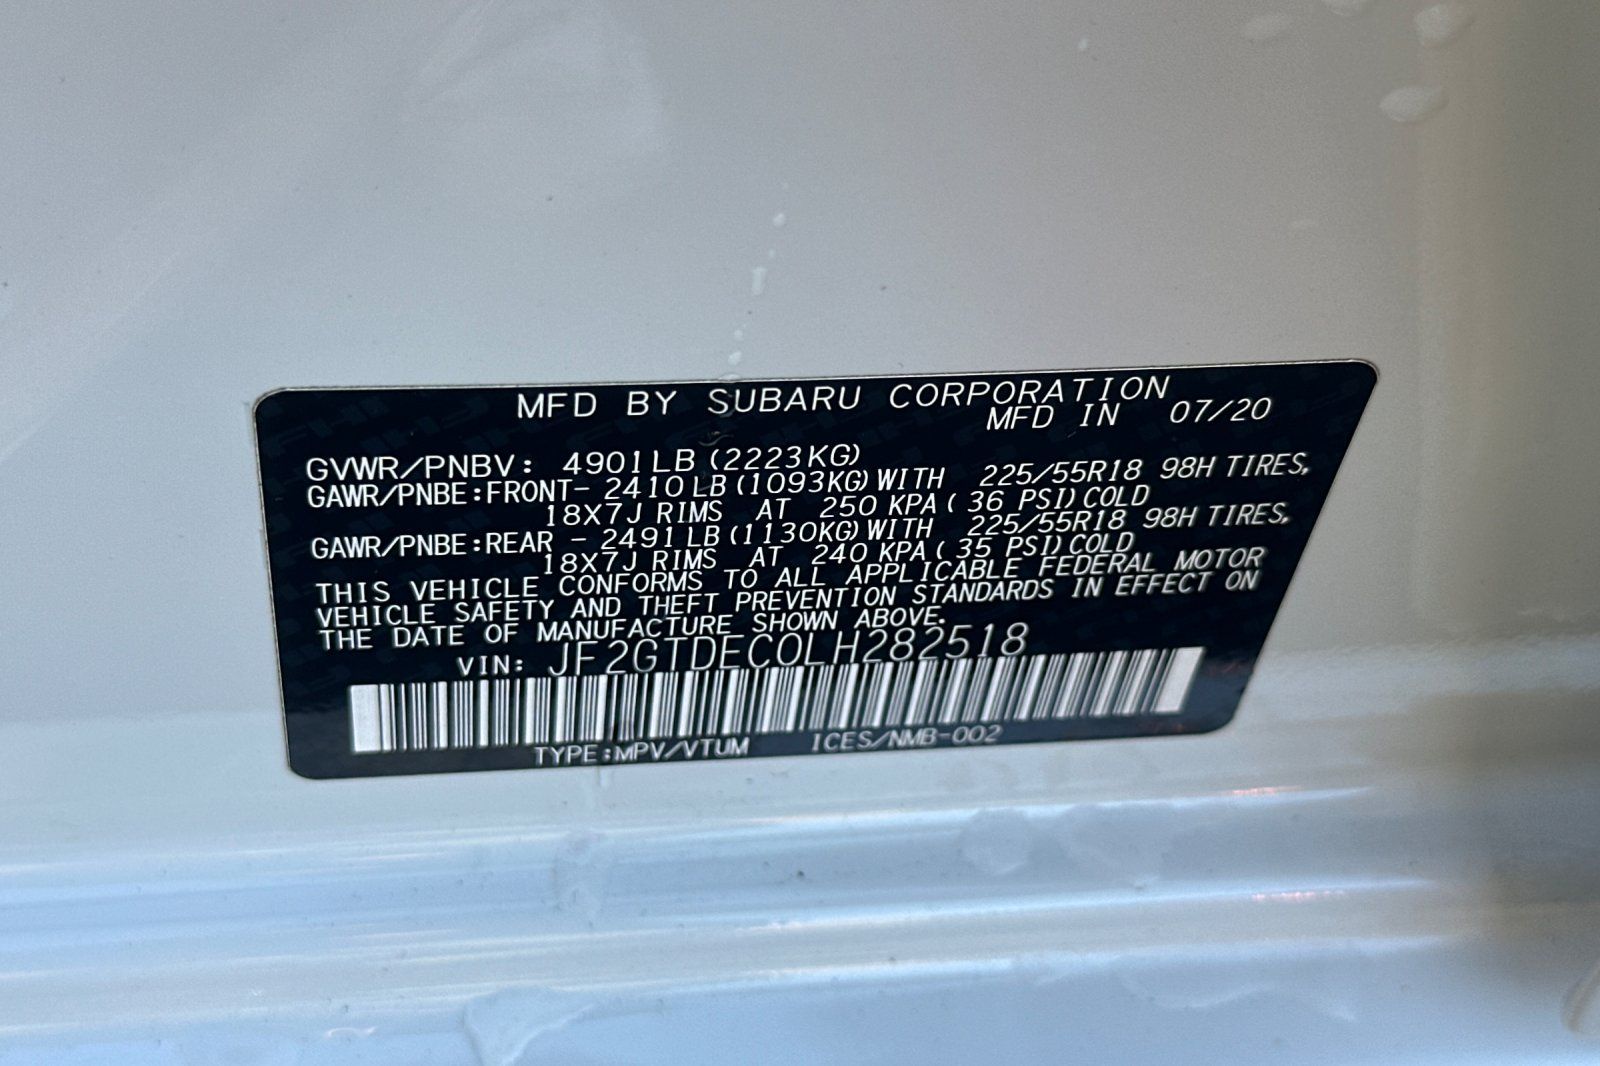 MFD BY SUBARU CORPORATION
MFD IN 07/20
GVWR/PNBV: 4901LB (2223KG)
GAWR/PNBE:FRONT- 2410LB (1093KG) WITH 225/55R18 98H TIRES,
18X7J RIMS AT 250 KPA ( 36 PSI) COLD
GAWR/PNBE:REAR - 2491LB (1130KG) WITH 225/55R18 98H TIRES,
18X7J RIMS AT 240 KPA ( 35 PSI) COLD
THIS VEHICLE CONFORMS TO ALL APPLICABLE FEDERAL MOTOR
VEHICLE SAFETY AND THEFT PREVENTION STANDARDS IN EFFECT ON
THE DATE OF MANUFACTURE SHOWN ABOVE.
VIN: JF2GTDEC0LH282518
TYPE:MPV/VTUM ICES/NMB-002